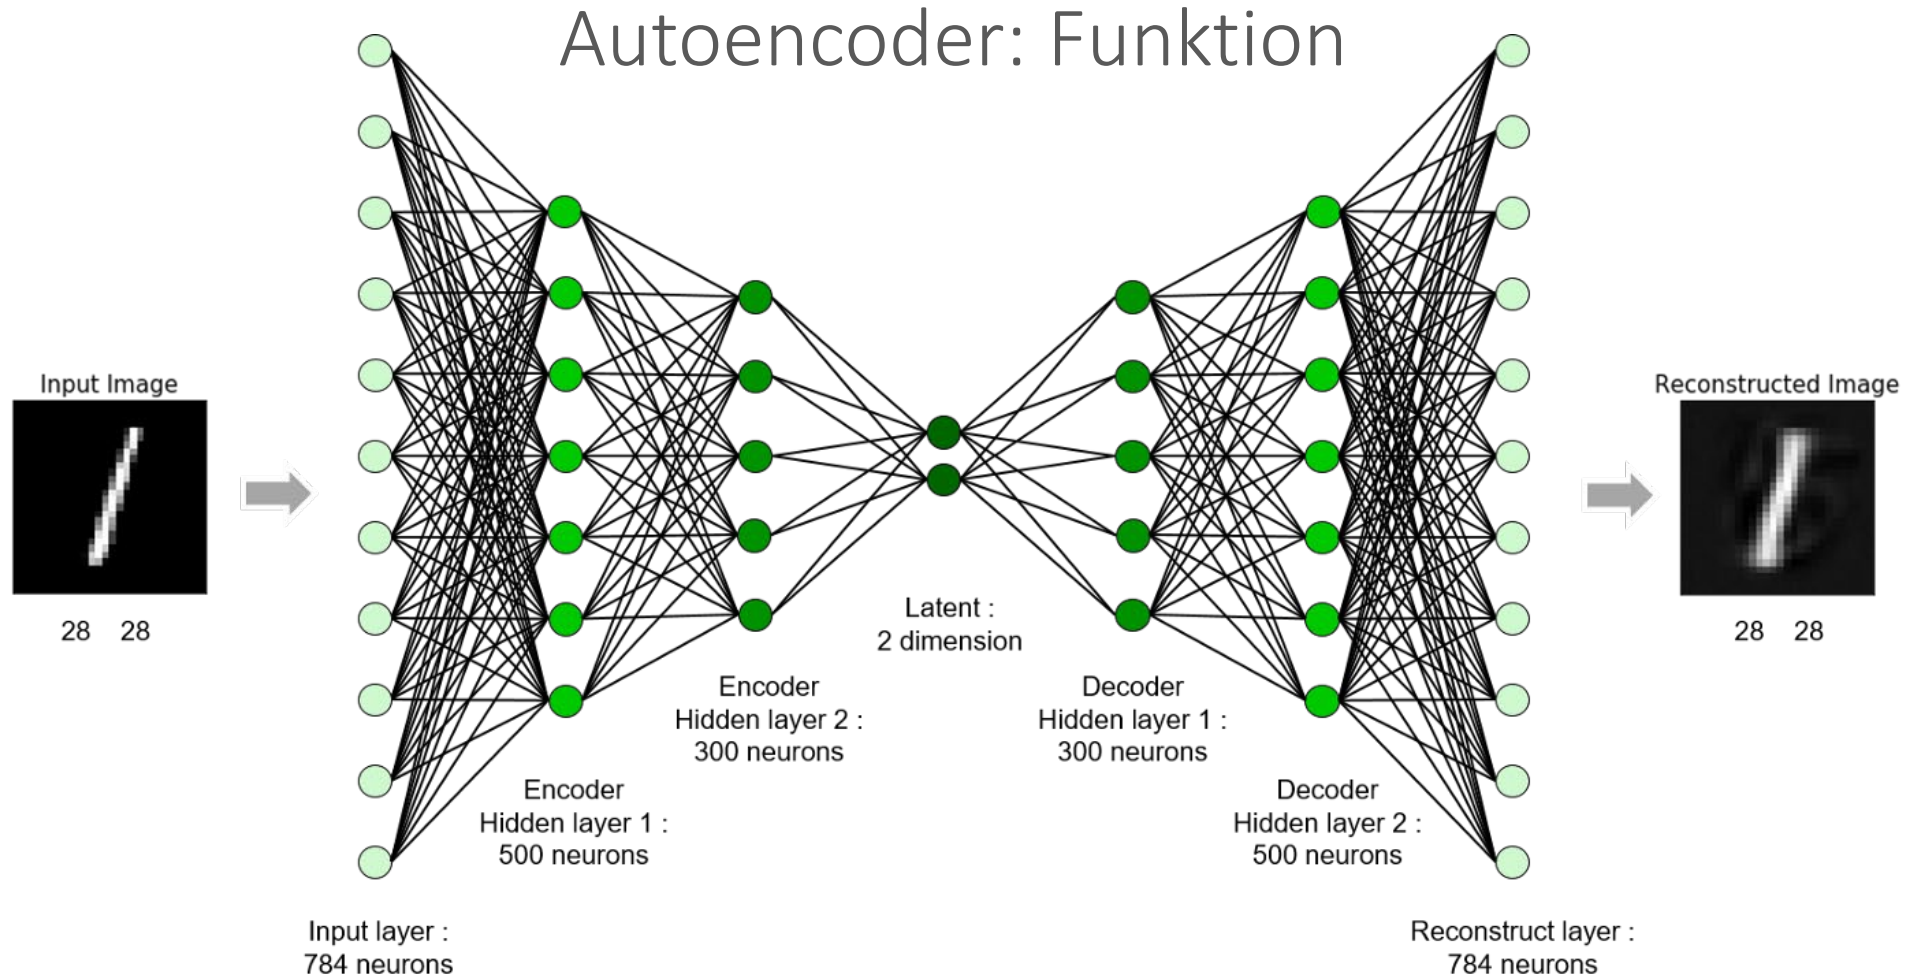 Autoencoder: Funktion
Input Image
28 28
Input layer :
784 neurons
Encoder
Hidden layer 1 :
500 neurons
Encoder
Hidden layer 2 :
300 neurons
Latent :
2 dimension
Decoder
Hidden layer 1 :
300 neurons
Decoder
Hidden layer 2 :
500 neurons
Reconstruct layer :
784 neurons
Reconstructed Image
28 28